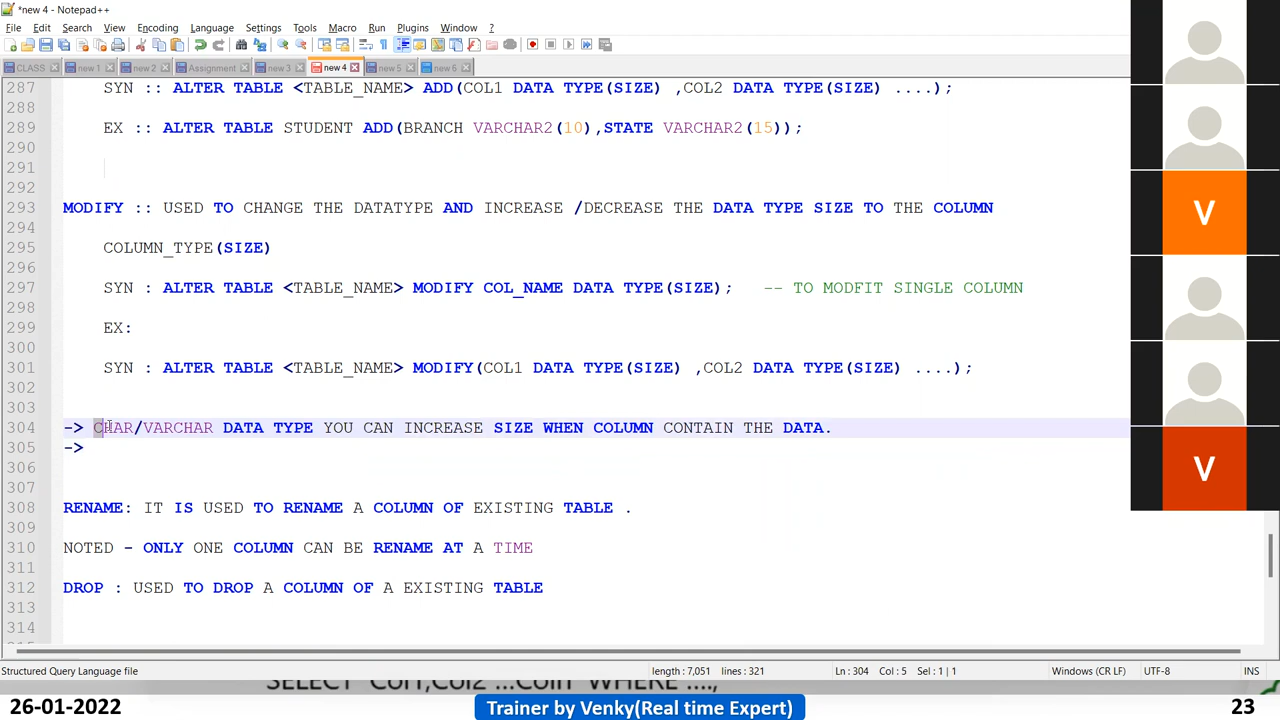 *new 4 - Notepad++
File Edit Search View Encoding Language Settings Tools Macro Run Plugins Window ?
CLASS new 1 new 2 Assignment new 3 new 4 new 5 new 6
287 SYN :: ALTER TABLE <TABLE_NAME> ADD(COL1 DATA TYPE(SIZE) ,COL2 DATA TYPE(SIZE) ....);
288
289 EX :: ALTER TABLE STUDENT ADD(BRANCH VARCHAR2(10),STATE VARCHAR2(15));
290
291
292
293 MODIFY :: USED TO CHANGE THE DATATYPE AND INCREASE /DECREASE THE DATA TYPE SIZE TO THE COLUMN
294
295 COLUMN_TYPE(SIZE)
296
297 SYN : ALTER TABLE <TABLE_NAME> MODIFY COL_NAME DATA TYPE(SIZE); -- TO MODFIT SINGLE COLUMN
298
299 EX:
300
301 SYN : ALTER TABLE <TABLE_NAME> MODIFY(COL1 DATA TYPE(SIZE) ,COL2 DATA TYPE(SIZE) ....);
302
303
304 -> CHAR/VARCHAR DATA TYPE YOU CAN INCREASE SIZE WHEN COLUMN CONTAIN THE DATA.
305 ->
306
307
308 RENAME: IT IS USED TO RENAME A COLUMN OF EXISTING TABLE .
309
310 NOTED - ONLY ONE COLUMN CAN BE RENAME AT A TIME
311
312 DROP : USED TO DROP A COLUMN OF A EXISTING TABLE
313
314
V
V
Structured Query Language file length : 7,051 lines : 321 Ln : 304 Col : 5 Sel : 1 | 1 Windows (CR LF) UTF-8 INS
26-01-2022 Trainer by Venky(Real time Expert) 23